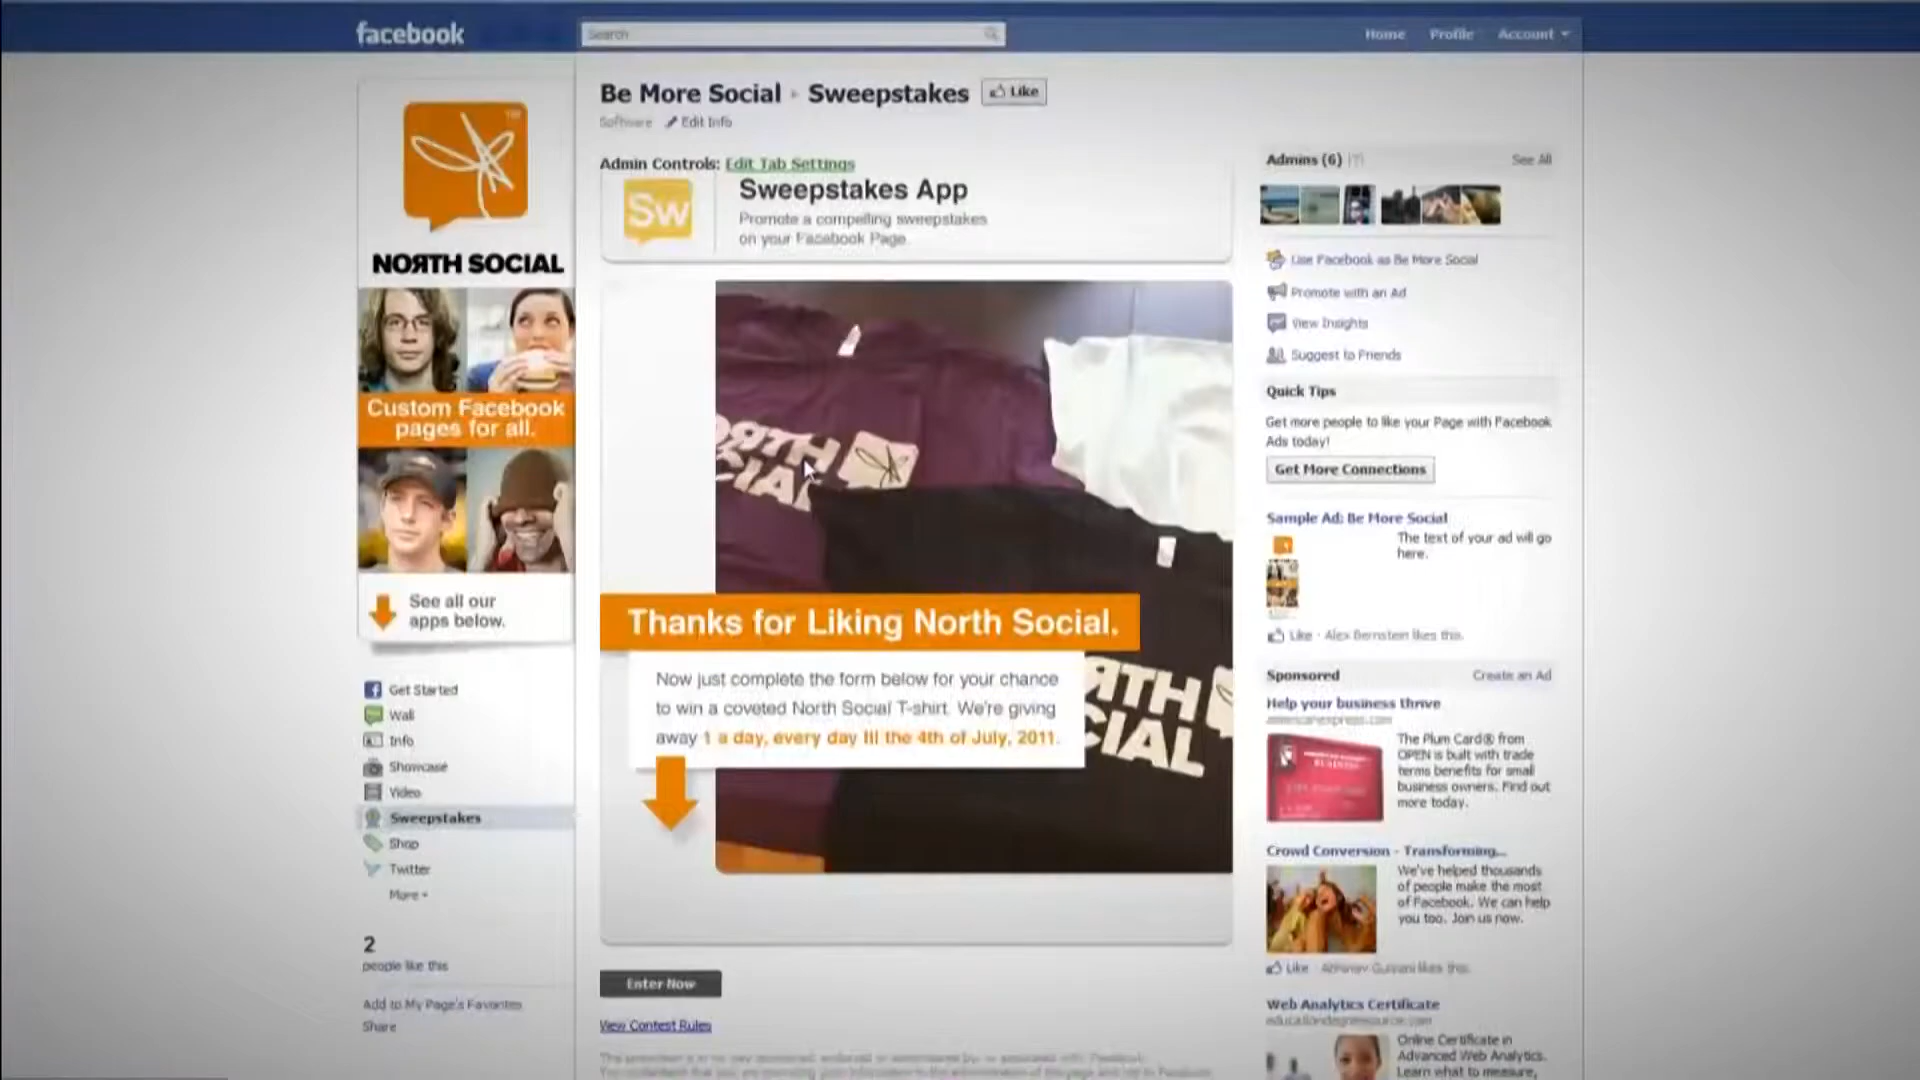 facebook
Search
Home Profile Account
TM
NORTH SOCIAL
Custom Facebook
pages for all.
See all our
apps below.
Get Started
Wall
Info
Showcase
Video
Sweepstakes
Shop
Twitter
More
2
people like this
Add to My Page's Favorites
Share
Be More Social Sweepstakes Like
Software Edit Info
Admin Controls: Edit Tab Settings
Sw
Sweepstakes App
Promote a compelling sweepstakes
on your Facebook Page.
Thanks for Liking North Social.
Now just complete the form below for your chance
to win a coveted North Social T-shirt. We're giving
away 1 a day, every day til the 4th of July, 2011.
Enter Now
View Contest Rules
Admins (6) [?] See All
Use Facebook as Be More Social
Promote with an Ad
View Insights
Suggest to Friends
Quick Tips
Get more people to like your Page with Facebook
Ads today!
Get More Connections
Sample Ad: Be More Social
The text of your ad will go
here.
Like · Alex Bernstein likes this.
Sponsored Create an Ad
Help your business thrive
americanexpress.com
The Plum Card® from
OPEN is built with trade
terms benefits for small
business owners. Find out
more today.
Crowd Conversion - Transforming...
We've helped thousands
of people make the most
of Facebook. We can help
you too. Join us now.
Like · likes this.
Web Analytics Certificate
Online Certificate in
Advanced Web Analytics.
Learn what to measure,